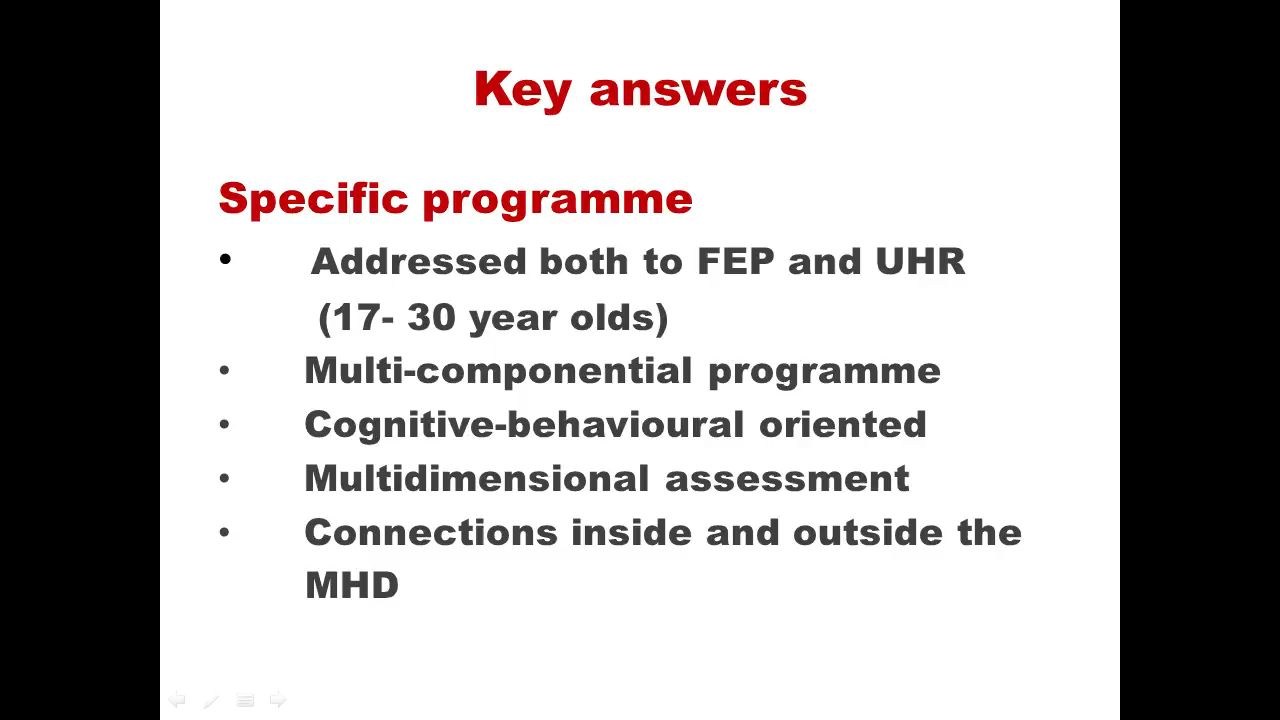 Key answers
Specific programme
• Addressed both to FEP and UHR
(17- 30 year olds)
• Multi-componential programme
• Cognitive-behavioural oriented
• Multidimensional assessment
• Connections inside and outside the
MHD